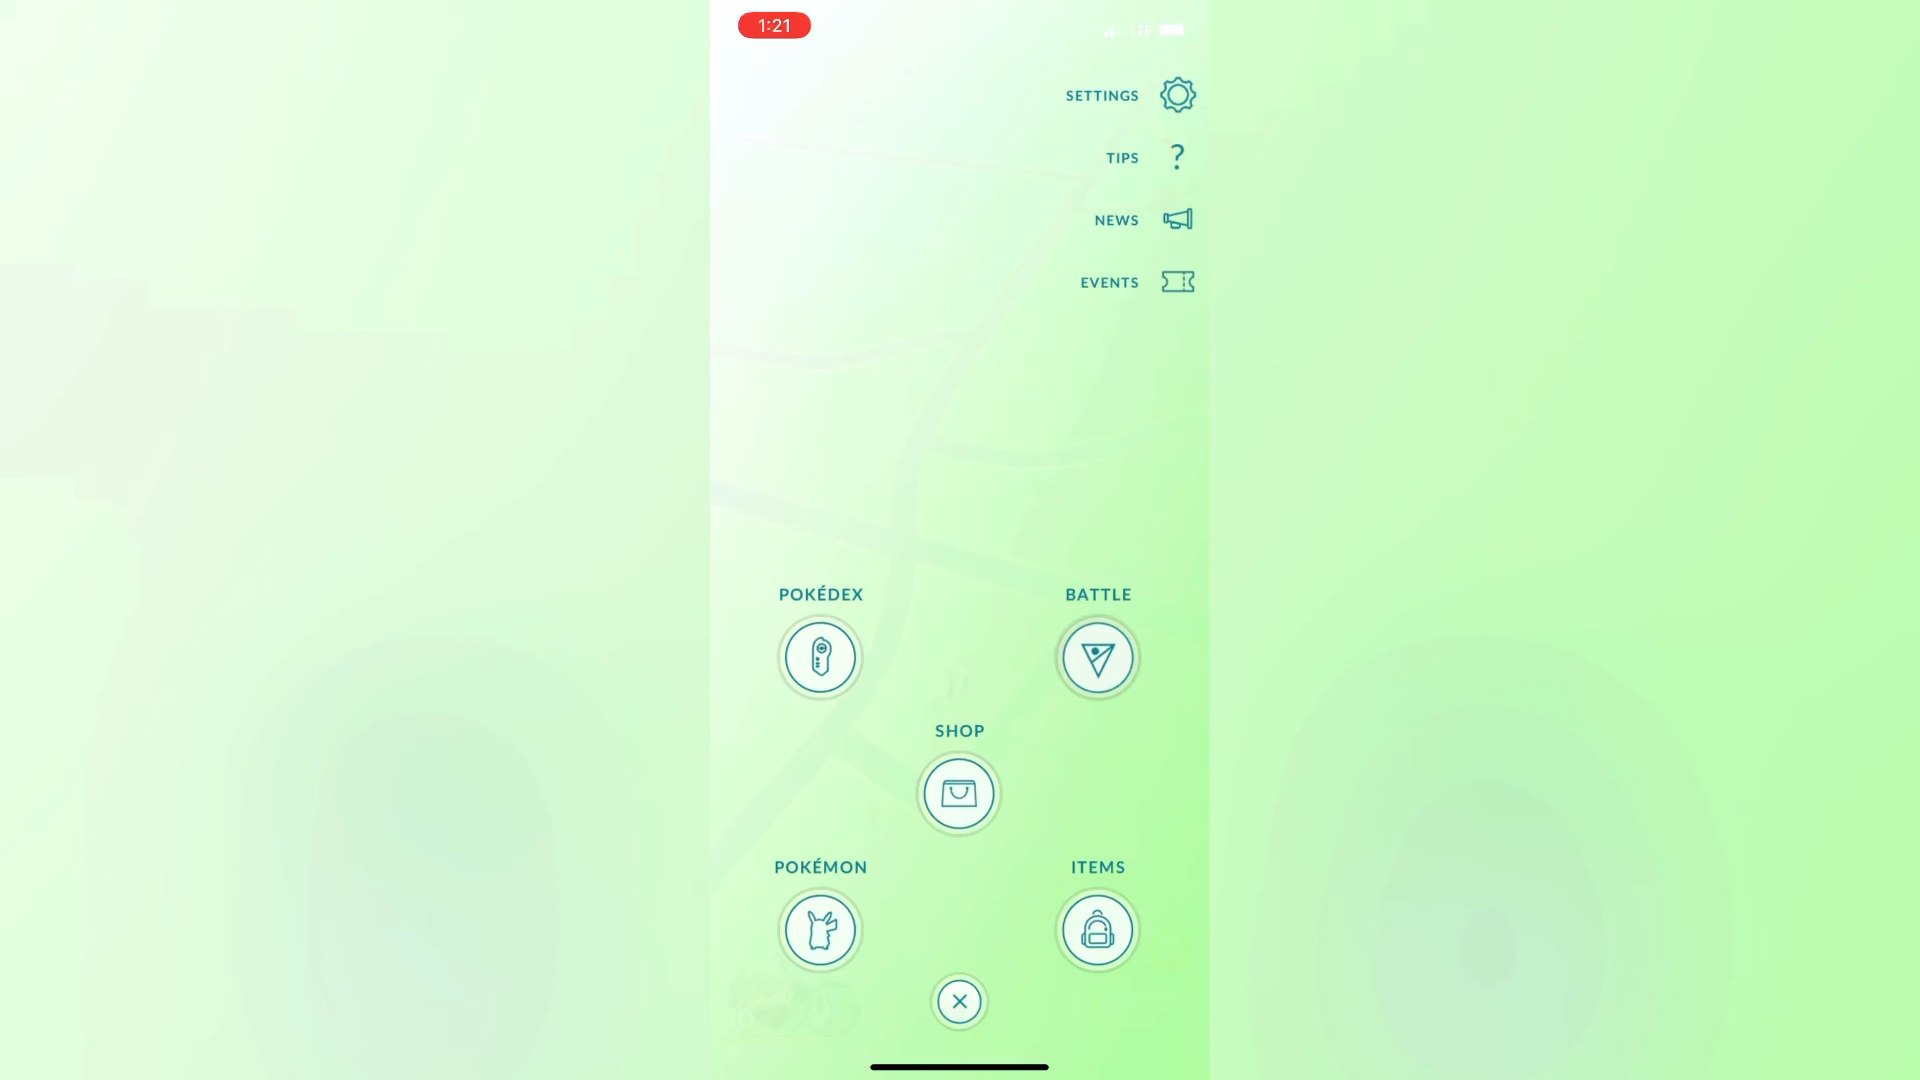 1:21
SETTINGS
TIPS
NEWS
EVENTS
POKÉDEX
BATTLE
SHOP
POKÉMON
ITEMS